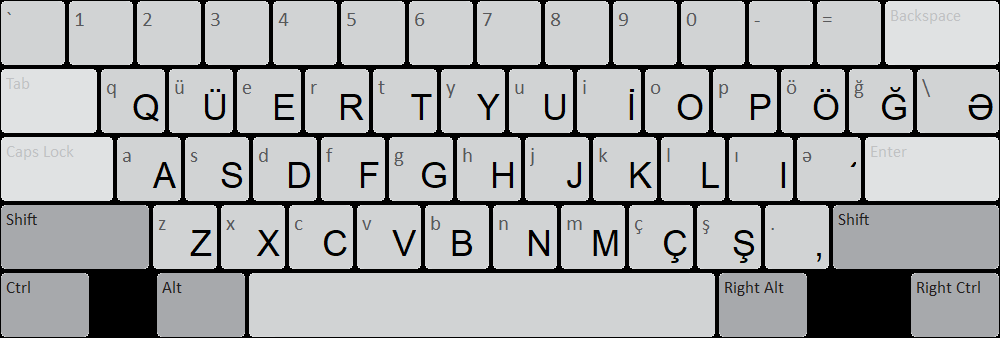 ` 1 2 3 4 5 6 7 8 9 0 - = Backspace
Tab q Q ü Ü e E r R t T y Y u U i İ o O p P ö Ö ğ Ğ \ Ə
Caps Lock a A s S d D f F g G h H j J k K l L ı I ə ՛ Enter
Shift z Z x X c C v V b B n N m M ç Ç ş Ş . , Shift
Ctrl Alt Right Alt Right Ctrl